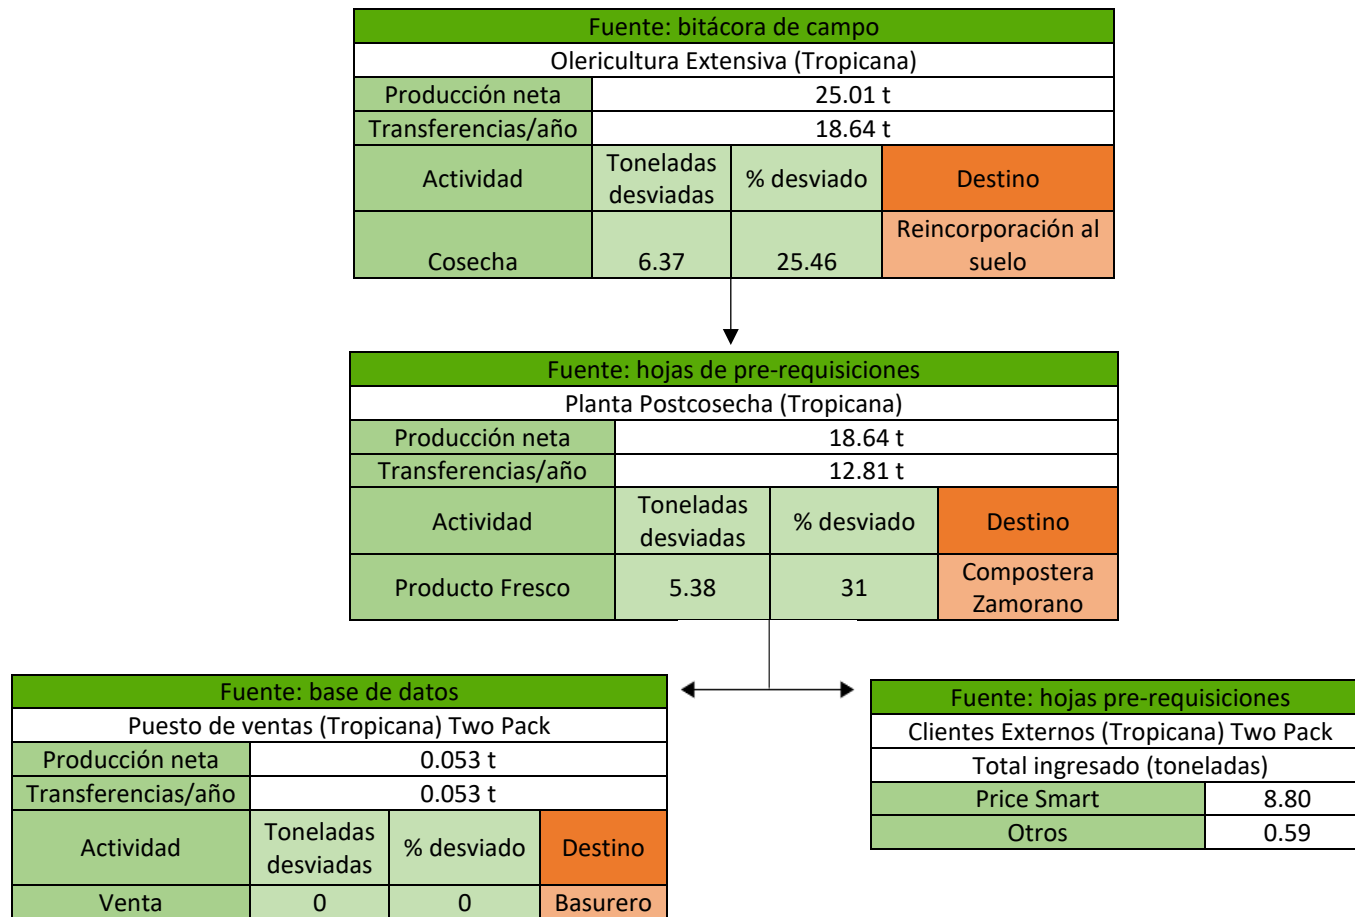 Fuente: bitácora de campo
Olericultura Extensiva (Tropicana)
Producción neta 25.01 t
Transferencias/año 18.64 t
Actividad Toneladas desviadas % desviado Destino
Cosecha 6.37 25.46 Reincorporación al suelo
Fuente: hojas de pre-requisiciones
Planta Postcosecha (Tropicana)
Producción neta 18.64 t
Transferencias/año 12.81 t
Actividad Toneladas desviadas % desviado Destino
Producto Fresco 5.38 31 Compostera Zamorano
Fuente: base de datos
Puesto de ventas (Tropicana) Two Pack
Producción neta 0.053 t
Transferencias/año 0.053 t
Actividad Toneladas desviadas % desviado Destino
Venta 0 0 Basurero
Fuente: hojas pre-requisiciones
Clientes Externos (Tropicana) Two Pack
Total ingresado (toneladas)
Price Smart 8.80
Otros 0.59